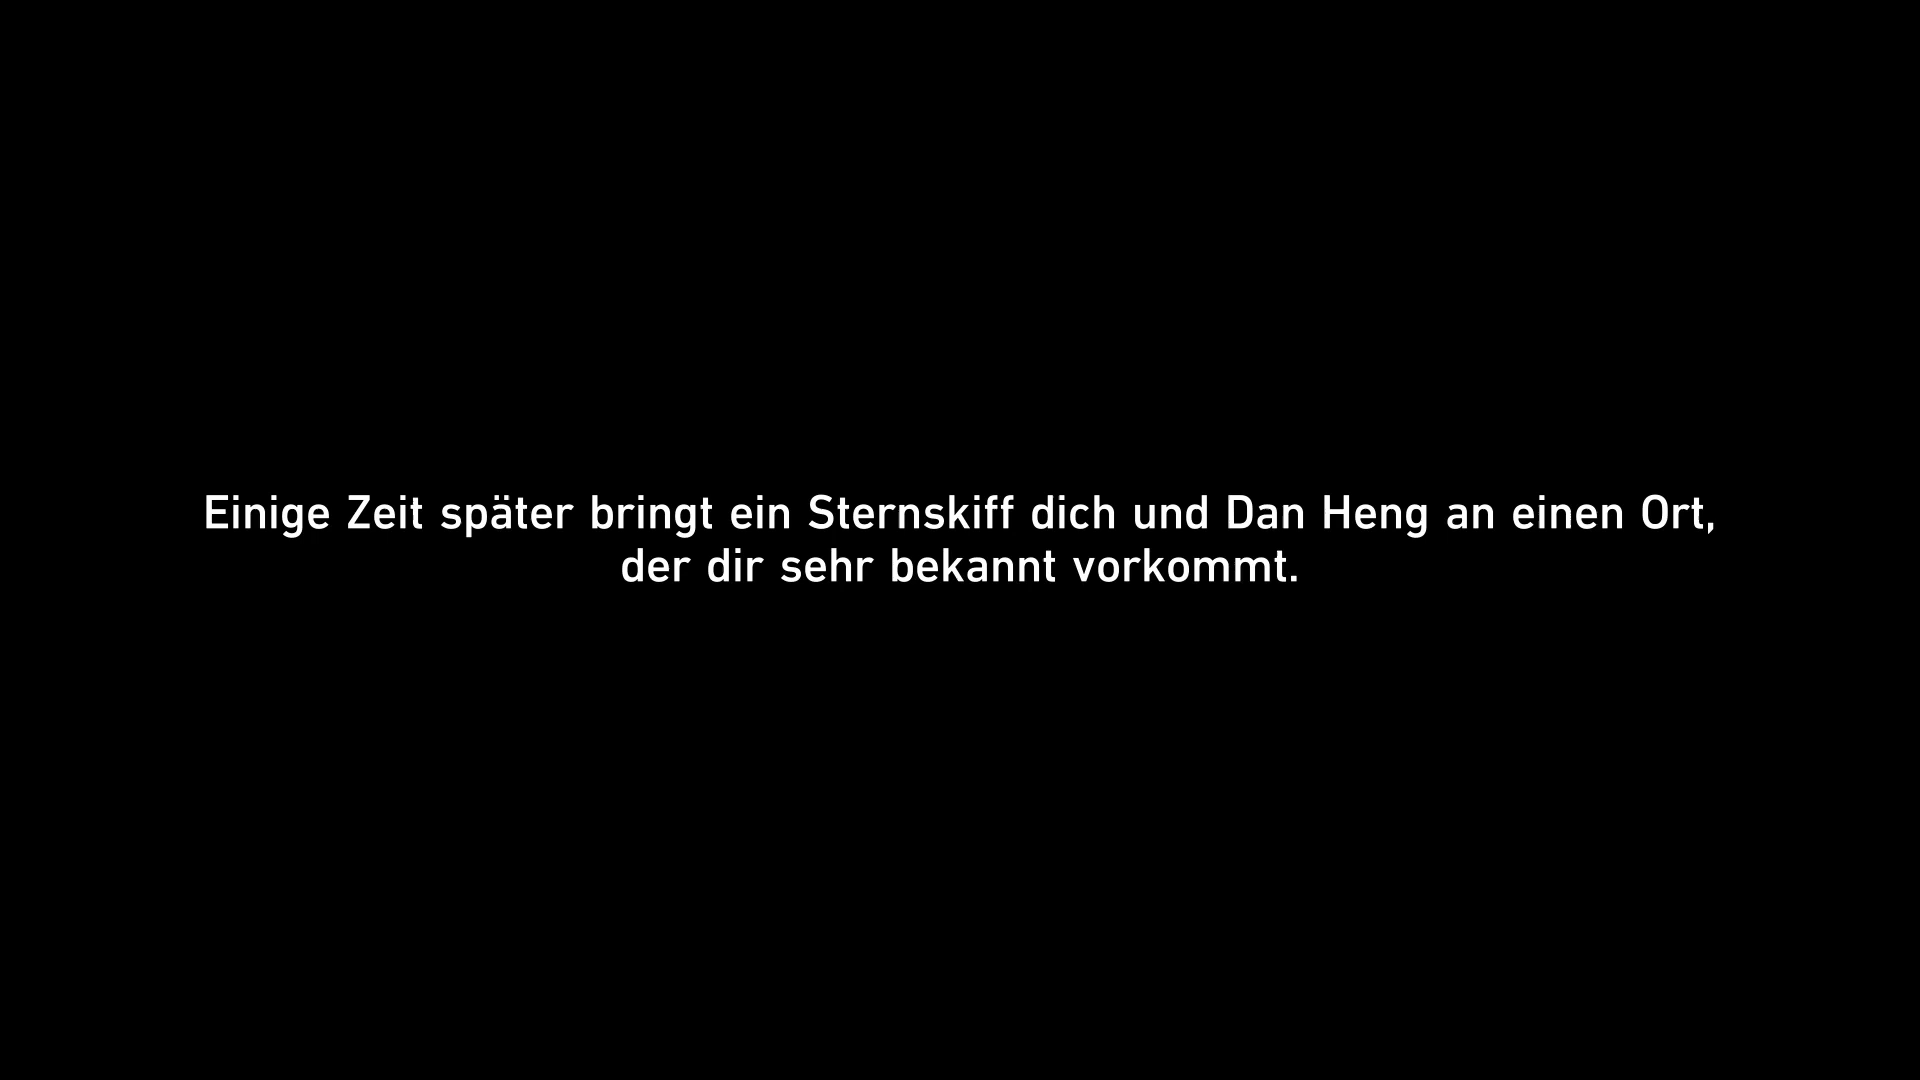 Einige Zeit später bringt ein Sternskiff dich und Dan Heng an einen Ort,
der dir sehr bekannt vorkommt.